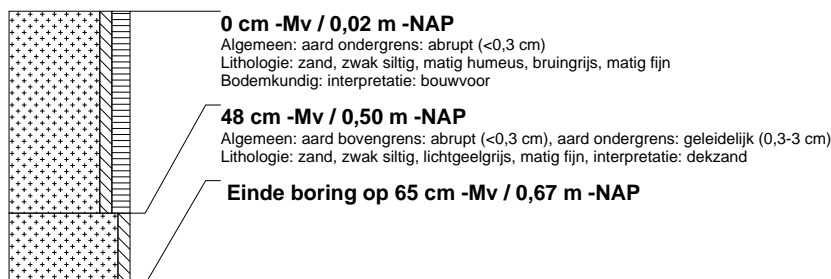 0 cm -Mv / 0,02 m -NAP
Algemeen: aard ondergrens: abrupt (<0,3 cm)
Lithologie: zand, zwak siltig, matig humeus, bruingrijs, matig fijn
Bodemkundig: interpretatie: bouwvoor
48 cm -Mv / 0,50 m -NAP
Algemeen: aard bovengrens: abrupt (<0,3 cm), aard ondergrens: geleidelijk (0,3-3 cm)
Lithologie: zand, zwak siltig, lichtgeelgrijs, matig fijn, interpretatie: dekzand
Einde boring op 65 cm -Mv / 0,67 m -NAP